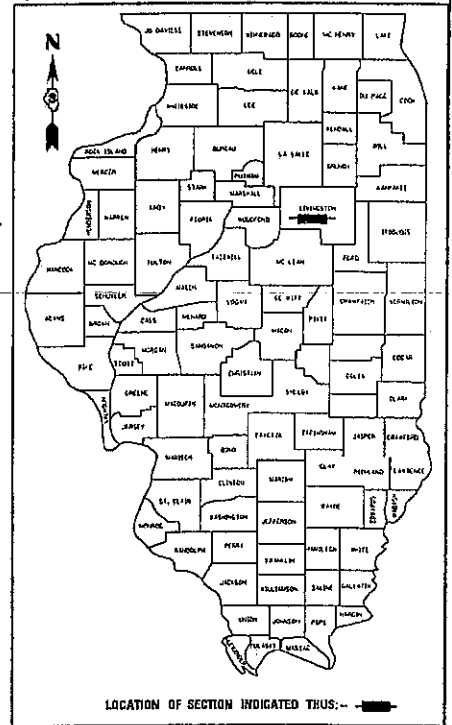 N
JO DAVIESS STEVENSON WINNEBAGO BOONE MC HENRY LAKE
CARROLL OGLE DE KALB KANE DU PAGE COOK
WHITESIDE LEE KENDALL WILL
ROCK ISLAND HENRY BUREAU LA SALLE GRUNDY
MERCER STARK PUTNAM KANKAKEE
HENDERSON WARREN KNOX PEORIA MARSHALL WOODFORD LIVINGSTON IROQUOIS
HANCOCK MC DONOUGH FULTON TAZEWELL MC LEAN FORD
SCHUYLER MASON LOGAN DE WITT CHAMPAIGN VERMILION
ADAMS BROWN CASS MENARD MACON PIATT
PIKE SCOTT MORGAN SANGAMON EDGAR
CHRISTIAN COLES
GREENE MACOUPIN MONTGOMERY SHELBY CLARK
JERSEY FAYETTE EFFINGHAM JASPER CRAWFORD
MADISON BOND CLAY RICHLAND LAWRENCE
ST. CLAIR CLINTON MARION WAYNE EDWARDS WABASH
MONROE WASHINGTON JEFFERSON
RANDOLPH PERRY FRANKLIN HAMILTON WHITE
JACKSON WILLIAMSON SALINE GALLATIN
UNION JOHNSON POPE HARDIN
ALEXANDER PULASKI MASSAC
LOCATION OF SECTION INDICATED THUS:-